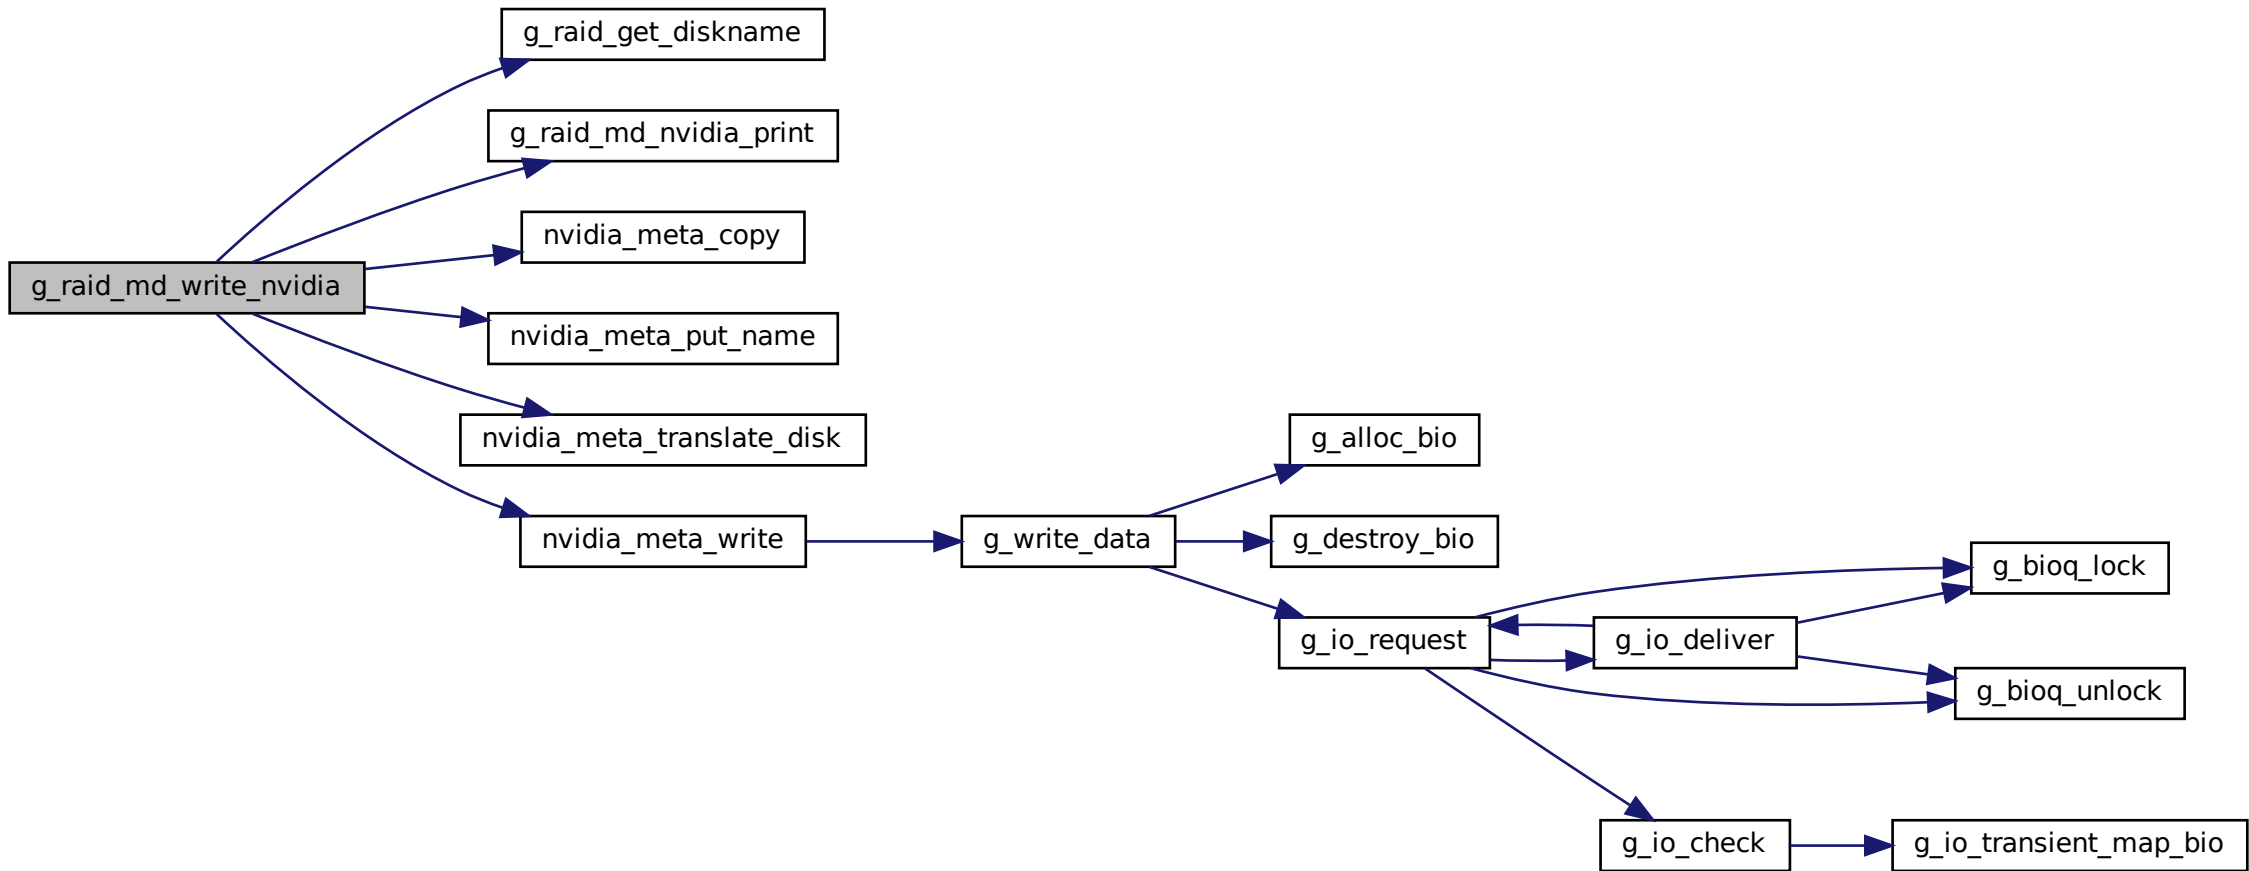 g_raid_get_diskname
g_raid_md_nvidia_print
nvidia_meta_copy
g_raid_md_write_nvidia
nvidia_meta_put_name
nvidia_meta_translate_disk
g_alloc_bio
nvidia_meta_write
g_write_data
g_destroy_bio
g_bioq_lock
g_io_request
g_io_deliver
g_bioq_unlock
g_io_check
g_io_transient_map_bio